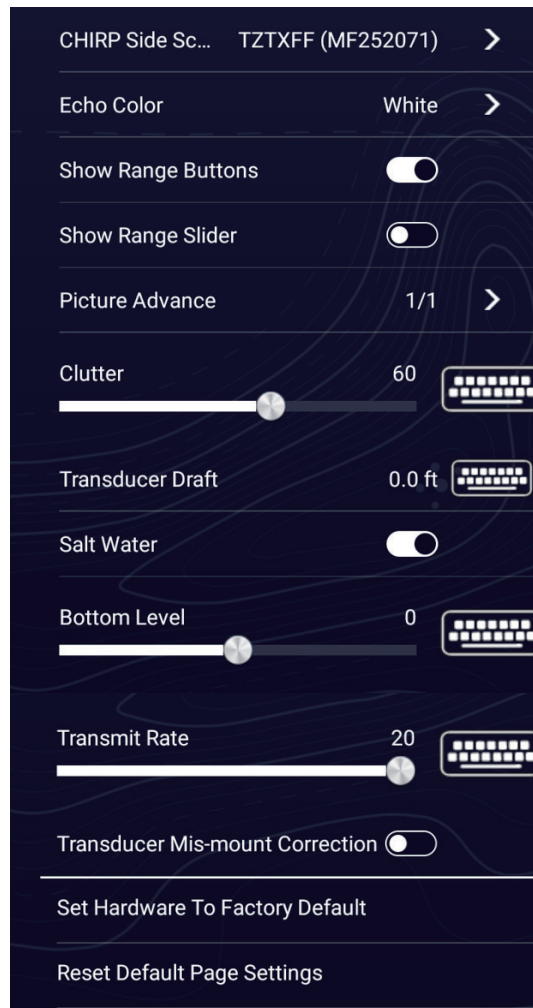 CHIRP Side Sc... TZTXFF (MF252071)
Echo Color White
Show Range Buttons
Show Range Slider
Picture Advance 1/1
Clutter 60
Transducer Draft 0.0 ft
Salt Water
Bottom Level 0
Transmit Rate 20
Transducer Mis-mount Correction
Set Hardware To Factory Default
Reset Default Page Settings